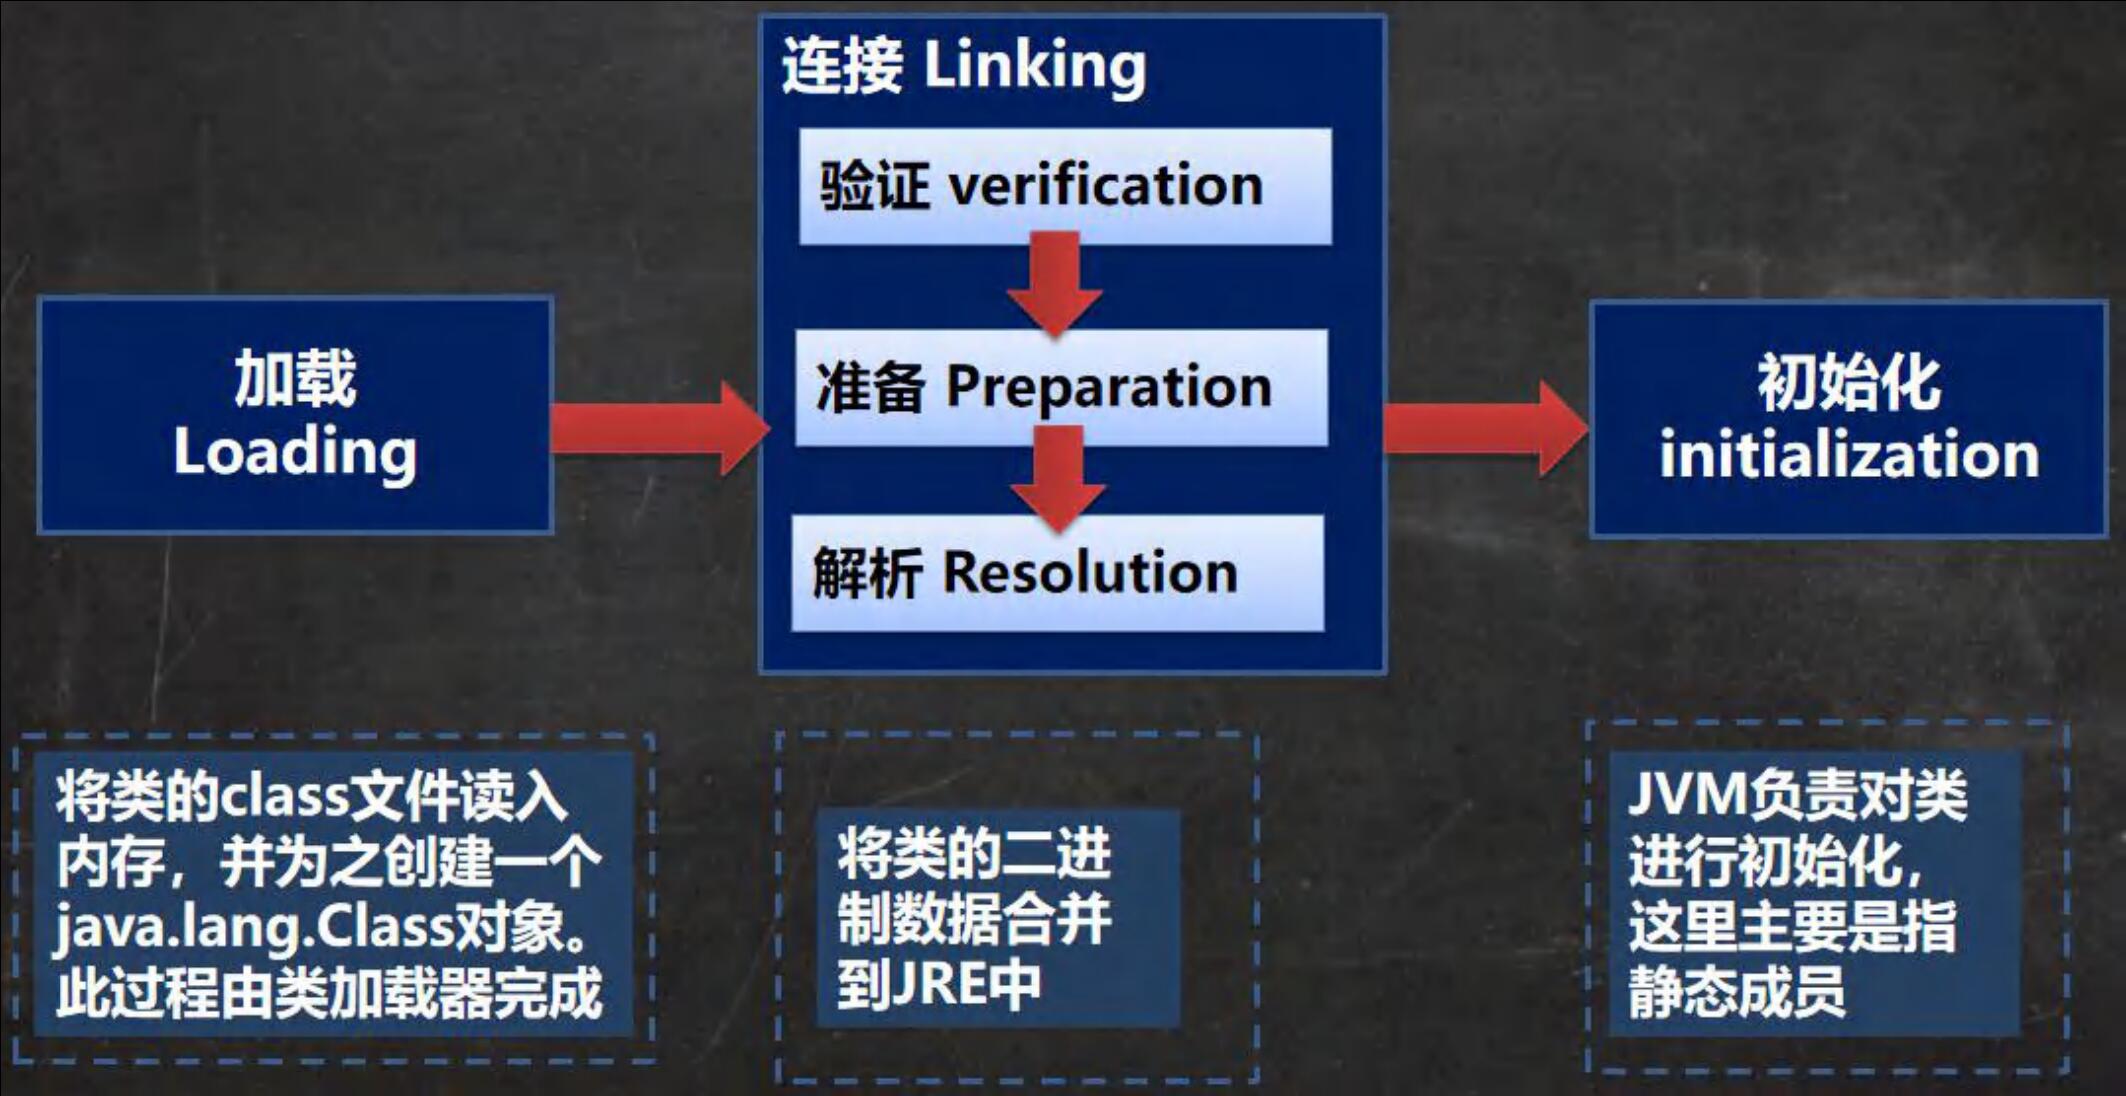 连接 Linking
验证 verification
准备 Preparation
解析 Resolution
加载
Loading
初始化
initialization
将类的class文件读入
内存，并为之创建一个
java.lang.Class对象。
此过程由类加载器完成
将类的二进
制数据合并
到JRE中
JVM负责对类
进行初始化，
这里主要是指
静态成员